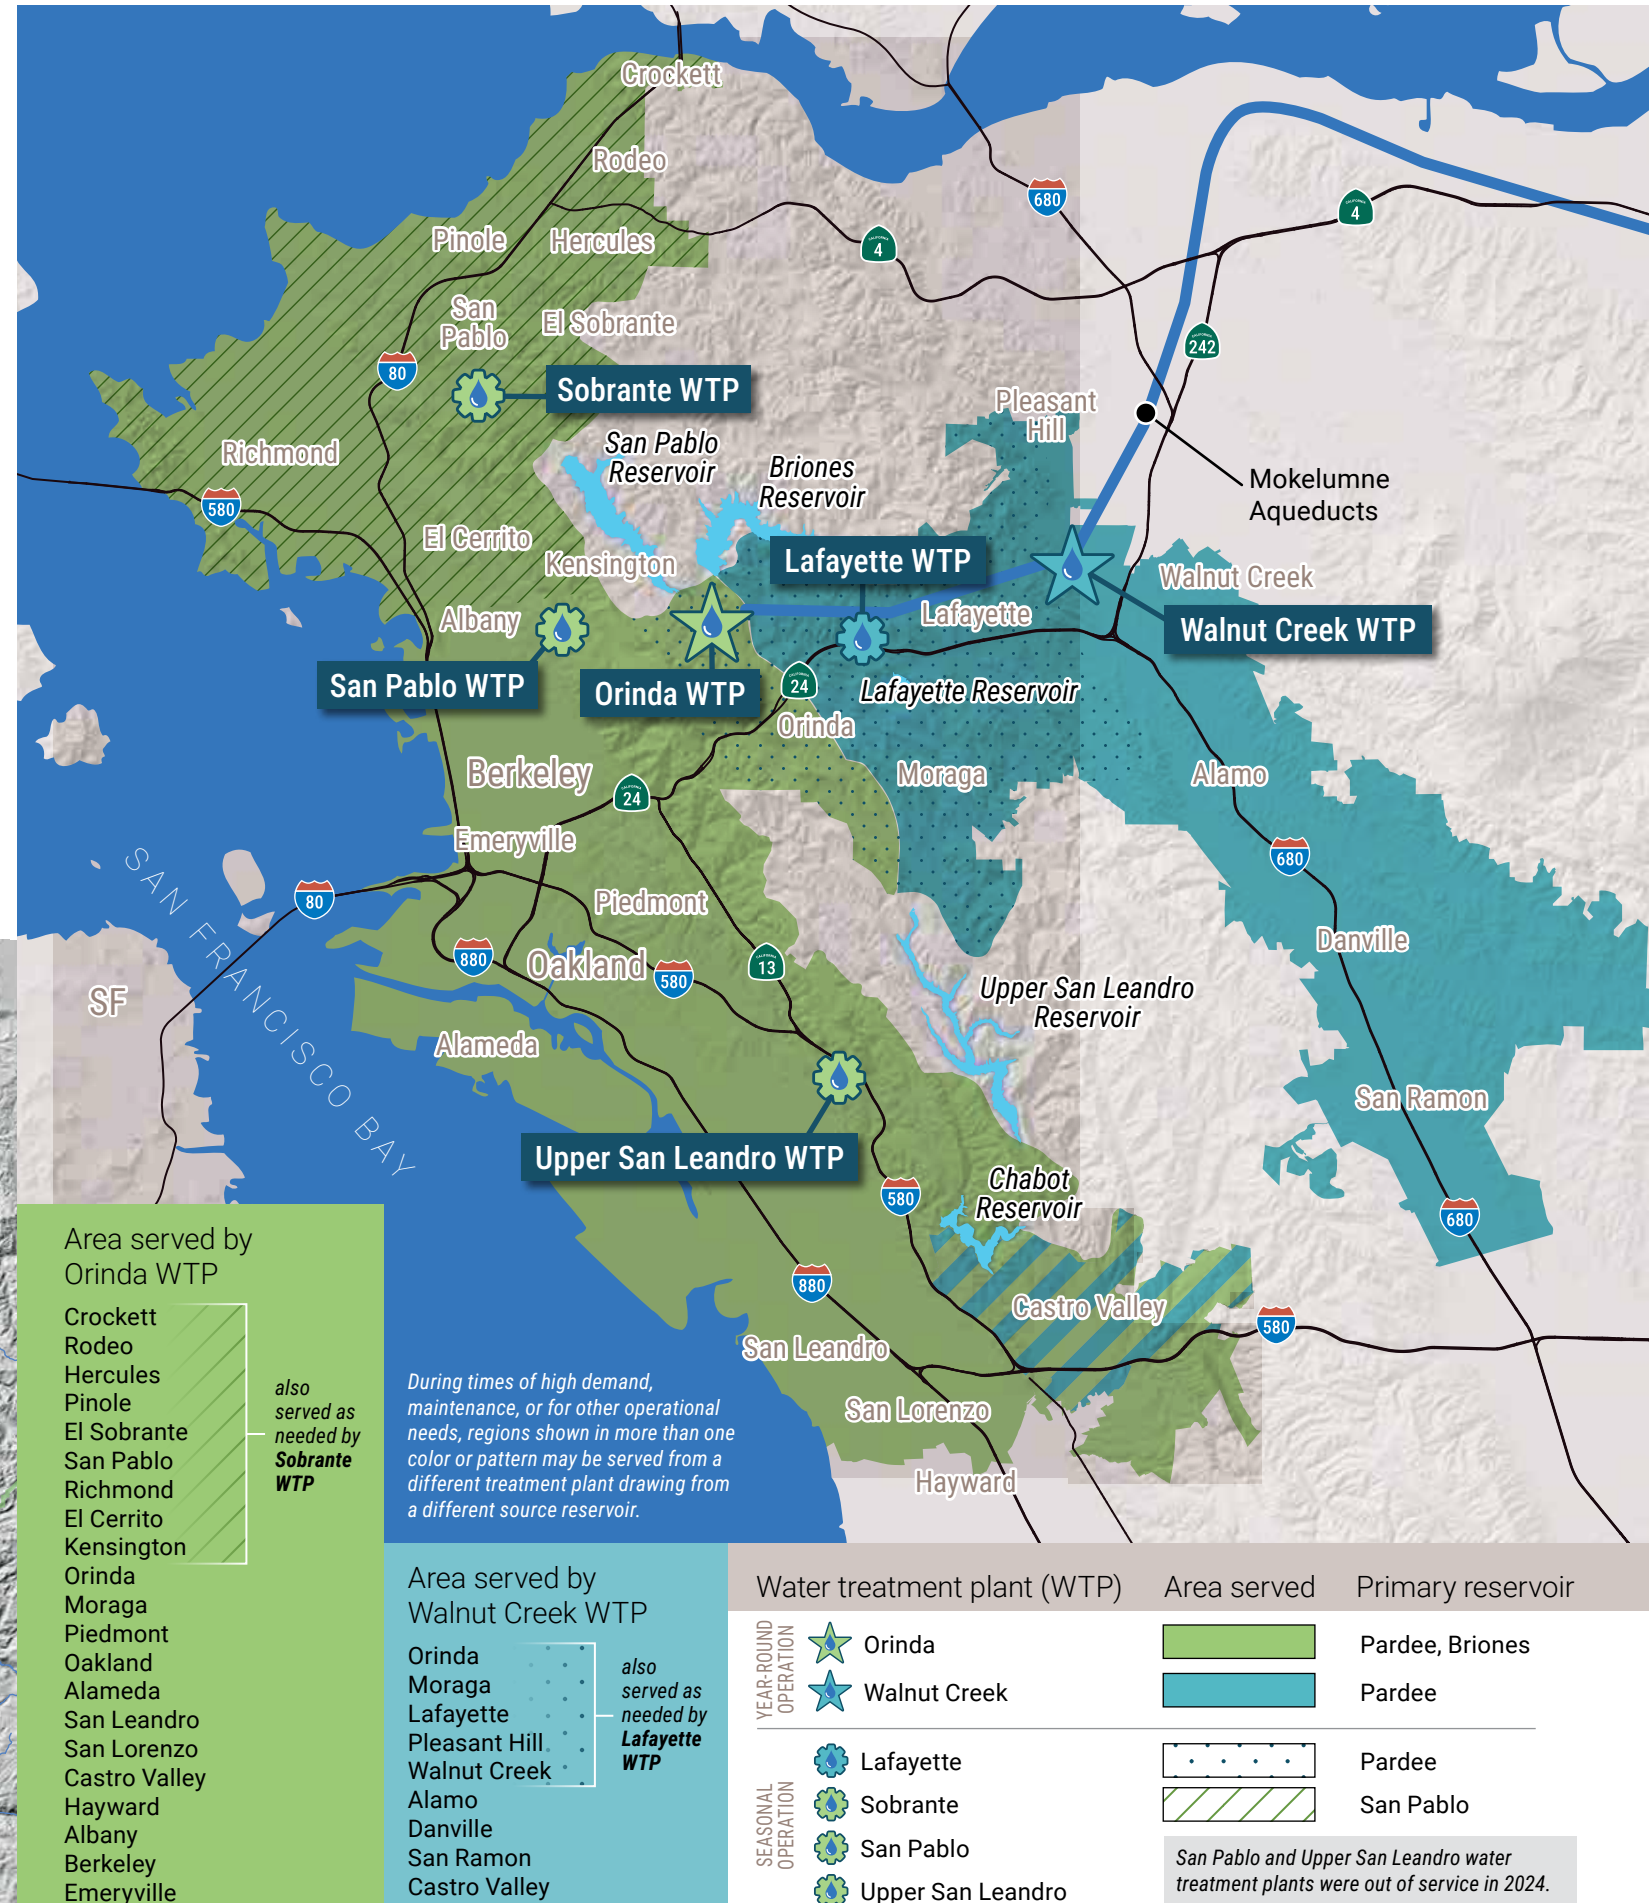 Crockett
Rodeo
680
4
Pinole
Hercules
4
San
Pablo
El Sobrante
242
80
Sobrante WTP
Pleasant
Hill
San Pablo
Reservoir
Richmond
Briones
Reservoir
Mokelumne
Aqueducts
580
El Cerrito
Kensington
Lafayette WTP
Walnut Creek
Albany
Lafayette
Walnut Creek WTP
San Pablo WTP
Orinda WTP
24
Lafayette Reservoir
Orinda
Berkeley
24
Moraga
Alamo
Emeryville
680
80
Piedmont
SAN FRANCISCO BAY
880
Oakland
580
13
Danville
SF
Upper San Leandro
Reservoir
Alameda
San Ramon
Upper San Leandro WTP
580
Chabot
Reservoir
680
880
Castro Valley
580
San Leandro
San Lorenzo
Hayward
Area served by
Orinda WTP
Crockett
Rodeo
Hercules
Pinole
El Sobrante
San Pablo
Richmond
El Cerrito
Kensington
also
served as
needed by
Sobrante
WTP
Orinda
Moraga
Piedmont
Oakland
Alameda
San Leandro
San Lorenzo
Castro Valley
Hayward
Albany
Berkeley
Emeryville
During times of high demand,
maintenance, or for other operational
needs, regions shown in more than one
color or pattern may be served from a
different treatment plant drawing from
a different source reservoir.
Area served by
Walnut Creek WTP
Orinda
Moraga
Lafayette
Pleasant Hill
Walnut Creek
also
served as
needed by
Lafayette
WTP
Alamo
Danville
San Ramon
Castro Valley
Water treatment plant (WTP) Area served Primary reservoir
YEAR-ROUND
OPERATION
Orinda Pardee, Briones
Walnut Creek Pardee
SEASONAL
OPERATION
Lafayette Pardee
Sobrante San Pablo
San Pablo
Upper San Leandro
San Pablo and Upper San Leandro water
treatment plants were out of service in 2024.